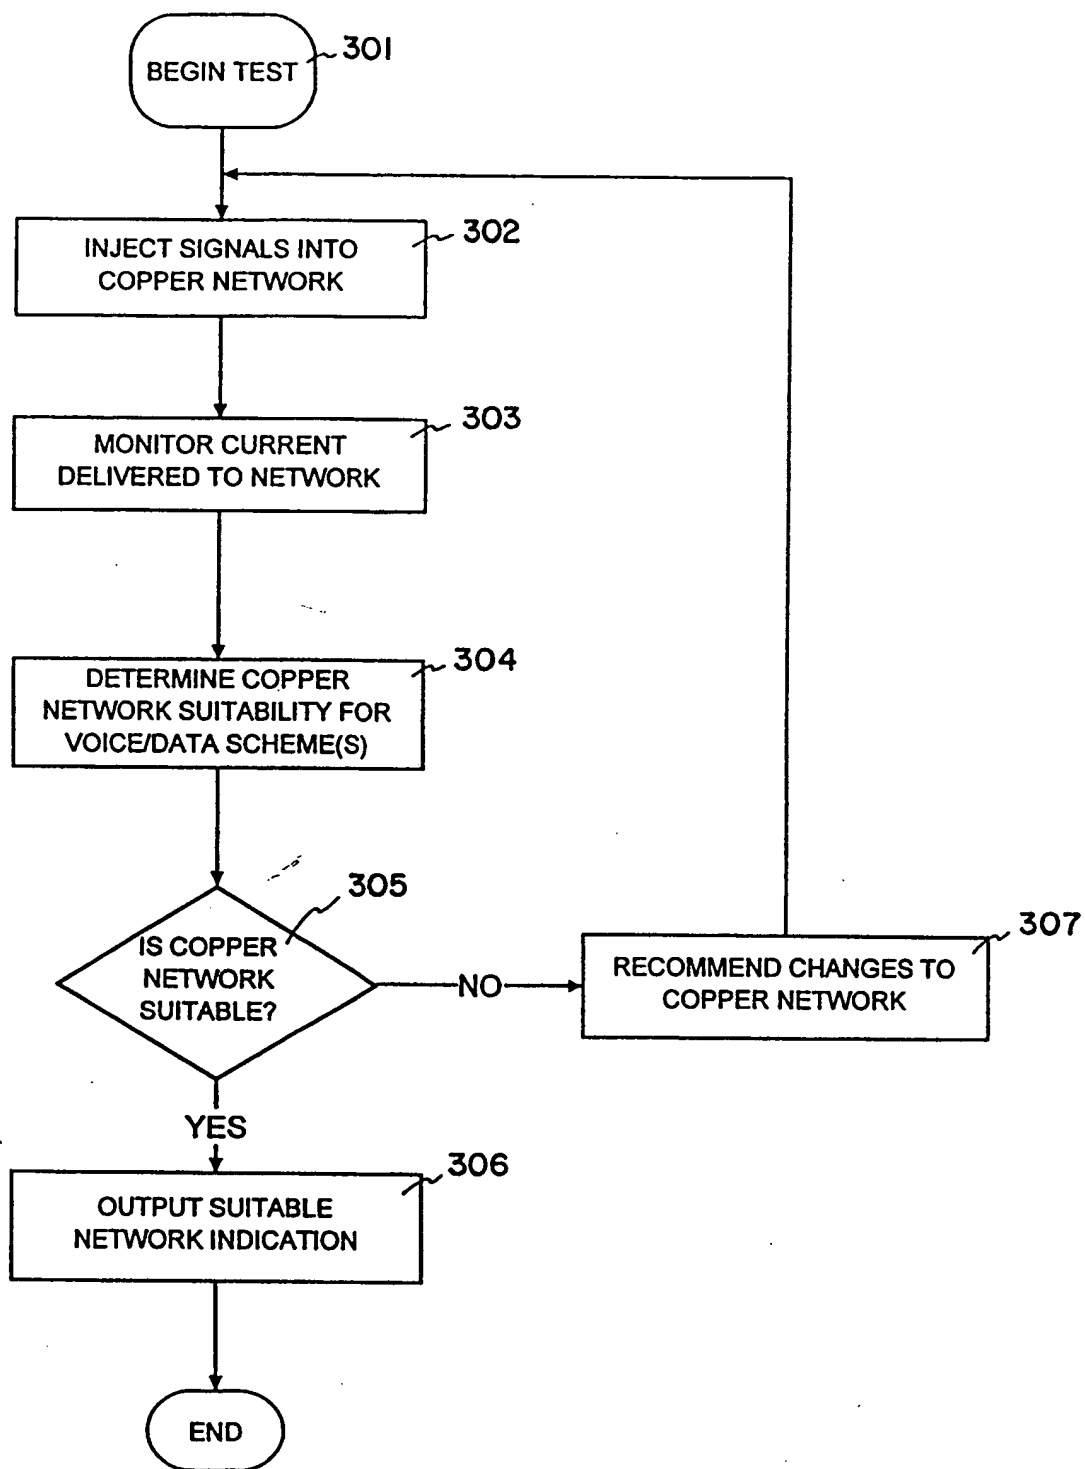 BEGIN TEST
301
INJECT SIGNALS INTO
COPPER NETWORK
302
MONITOR CURRENT
DELIVERED TO NETWORK
303
DETERMINE COPPER
NETWORK SUITABILITY FOR
VOICE/DATA SCHEME(S)
304
IS COPPER
NETWORK
SUITABLE?
305
NO
RECOMMEND CHANGES TO
COPPER NETWORK
307
YES
OUTPUT SUITABLE
NETWORK INDICATION
306
END